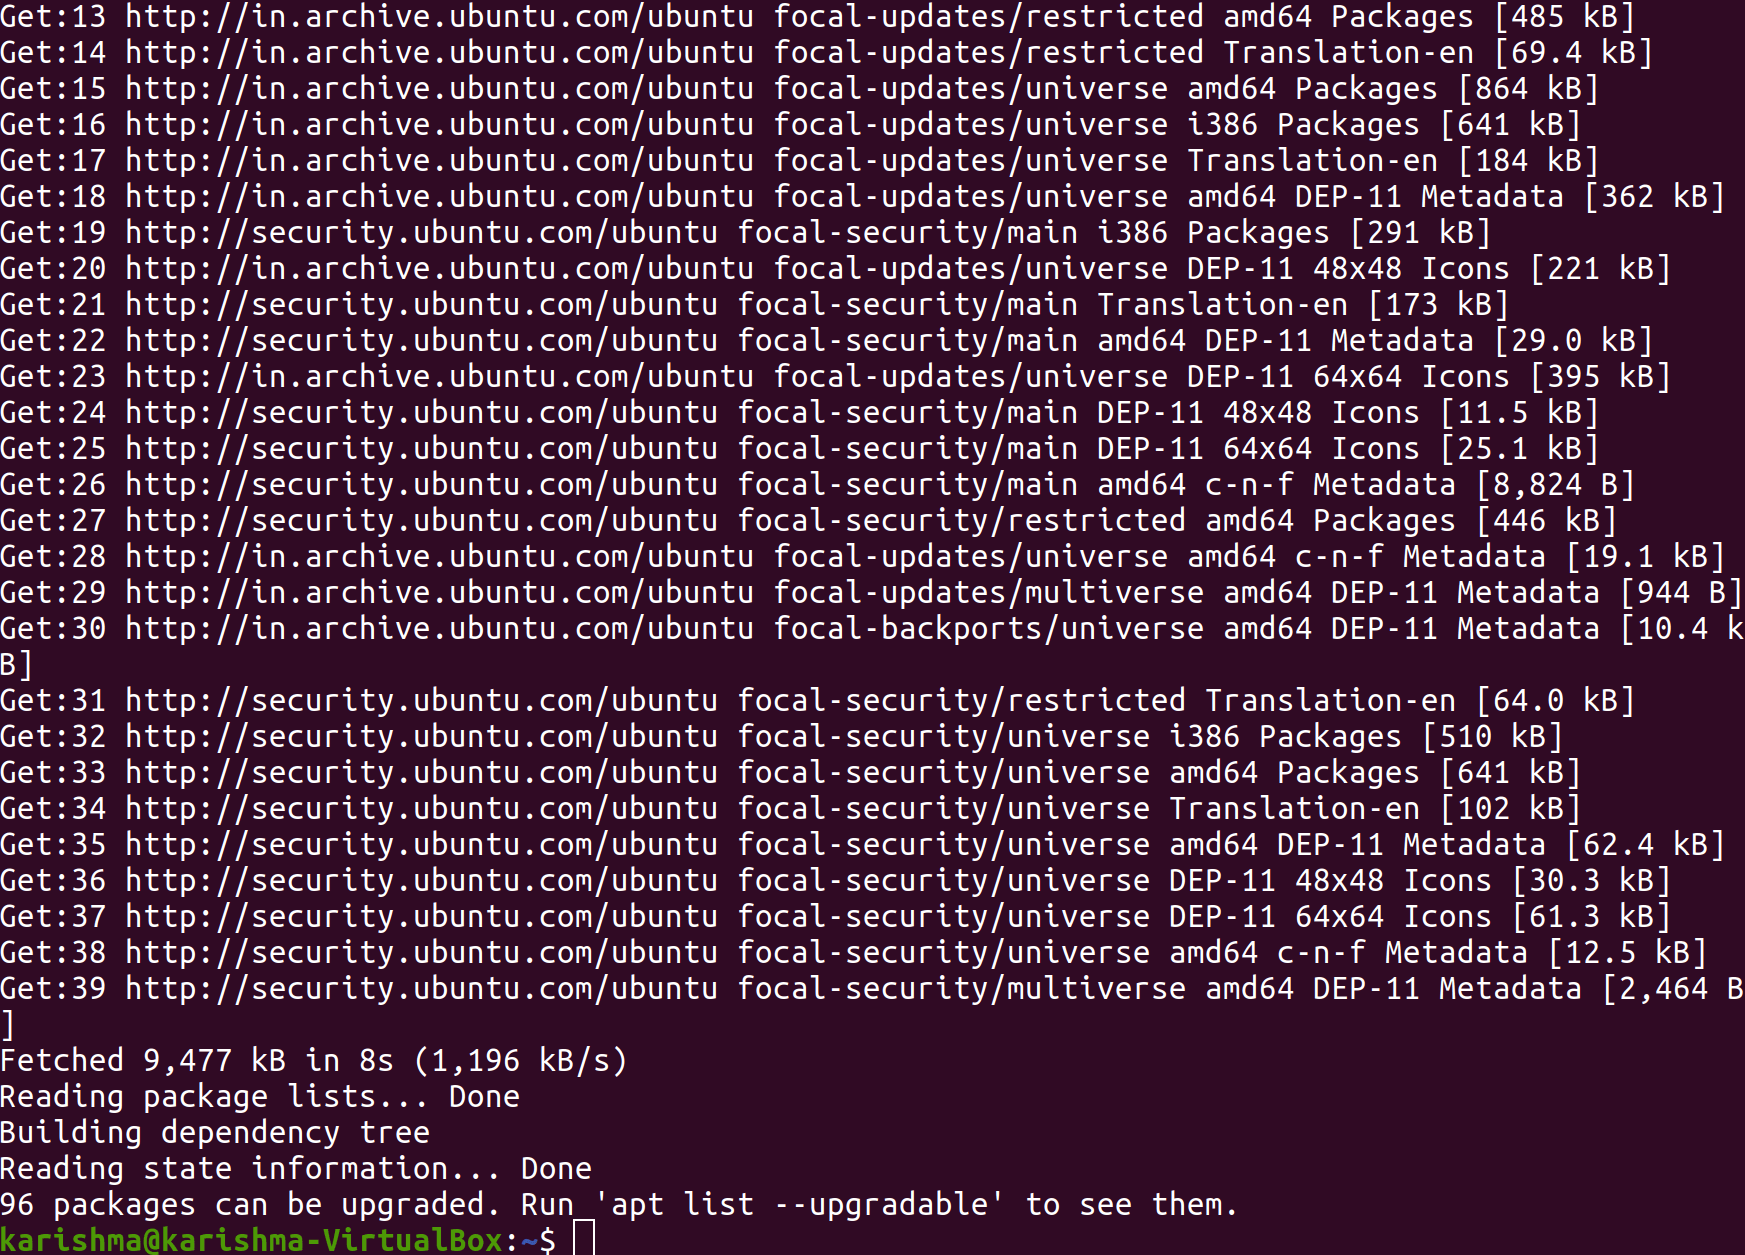 Get:13 http://in.archive.ubuntu.com/ubuntu focal-updates/restricted amd64 Packages [485 kB]
Get:14 http://in.archive.ubuntu.com/ubuntu focal-updates/restricted Translation-en [69.4 kB]
Get:15 http://in.archive.ubuntu.com/ubuntu focal-updates/universe amd64 Packages [864 kB]
Get:16 http://in.archive.ubuntu.com/ubuntu focal-updates/universe i386 Packages [641 kB]
Get:17 http://in.archive.ubuntu.com/ubuntu focal-updates/universe Translation-en [184 kB]
Get:18 http://in.archive.ubuntu.com/ubuntu focal-updates/universe amd64 DEP-11 Metadata [362 kB]
Get:19 http://security.ubuntu.com/ubuntu focal-security/main i386 Packages [291 kB]
Get:20 http://in.archive.ubuntu.com/ubuntu focal-updates/universe DEP-11 48x48 Icons [221 kB]
Get:21 http://security.ubuntu.com/ubuntu focal-security/main Translation-en [173 kB]
Get:22 http://security.ubuntu.com/ubuntu focal-security/main amd64 DEP-11 Metadata [29.0 kB]
Get:23 http://in.archive.ubuntu.com/ubuntu focal-updates/universe DEP-11 64x64 Icons [395 kB]
Get:24 http://security.ubuntu.com/ubuntu focal-security/main DEP-11 48x48 Icons [11.5 kB]
Get:25 http://security.ubuntu.com/ubuntu focal-security/main DEP-11 64x64 Icons [25.1 kB]
Get:26 http://security.ubuntu.com/ubuntu focal-security/main amd64 c-n-f Metadata [8,824 B]
Get:27 http://security.ubuntu.com/ubuntu focal-security/restricted amd64 Packages [446 kB]
Get:28 http://in.archive.ubuntu.com/ubuntu focal-updates/universe amd64 c-n-f Metadata [19.1 kB]
Get:29 http://in.archive.ubuntu.com/ubuntu focal-updates/multiverse amd64 DEP-11 Metadata [944 B]
Get:30 http://in.archive.ubuntu.com/ubuntu focal-backports/universe amd64 DEP-11 Metadata [10.4 k
B]
Get:31 http://security.ubuntu.com/ubuntu focal-security/restricted Translation-en [64.0 kB]
Get:32 http://security.ubuntu.com/ubuntu focal-security/universe i386 Packages [510 kB]
Get:33 http://security.ubuntu.com/ubuntu focal-security/universe amd64 Packages [641 kB]
Get:34 http://security.ubuntu.com/ubuntu focal-security/universe Translation-en [102 kB]
Get:35 http://security.ubuntu.com/ubuntu focal-security/universe amd64 DEP-11 Metadata [62.4 kB]
Get:36 http://security.ubuntu.com/ubuntu focal-security/universe DEP-11 48x48 Icons [30.3 kB]
Get:37 http://security.ubuntu.com/ubuntu focal-security/universe DEP-11 64x64 Icons [61.3 kB]
Get:38 http://security.ubuntu.com/ubuntu focal-security/universe amd64 c-n-f Metadata [12.5 kB]
Get:39 http://security.ubuntu.com/ubuntu focal-security/multiverse amd64 DEP-11 Metadata [2,464 B
]
Fetched 9,477 kB in 8s (1,196 kB/s)
Reading package lists... Done
Building dependency tree
Reading state information... Done
96 packages can be upgraded. Run 'apt list --upgradable' to see them.
karishma@karishma-VirtualBox:~$